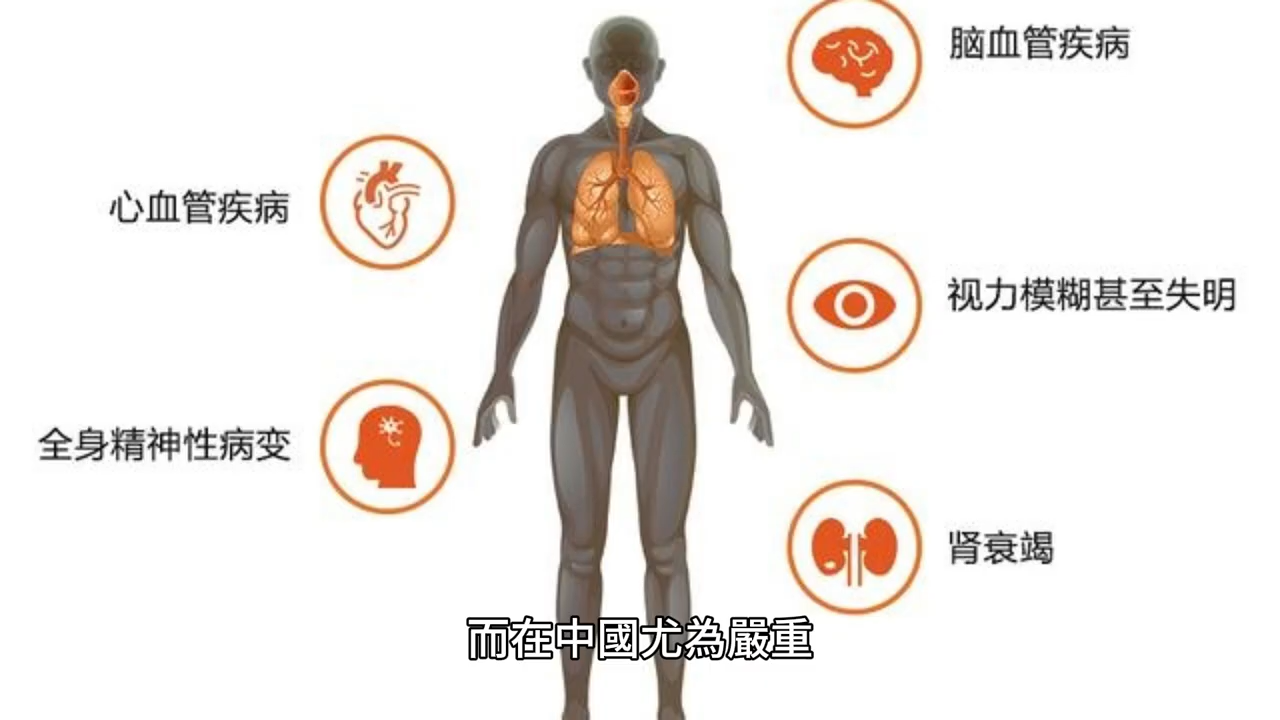 脑血管疾病
心血管疾病
视力模糊甚至失明
全身精神性病变
肾衰竭
而在中國尤為嚴重